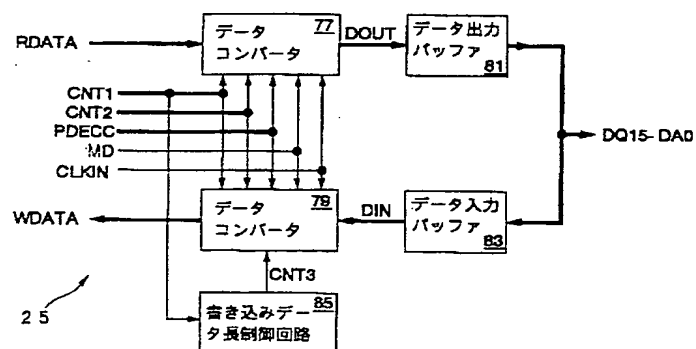 データ
コンバータ
77
データ出力
バッファ
81
RDATA
DOUT
CNT1
CNT2
PDECC
MD
CLKIN
DQ15-DA0
WDATA
データ
コンバータ
79
DIN
データ入力
バッファ
83
CNT3
25
書き込みデー
タ長制御回路
85